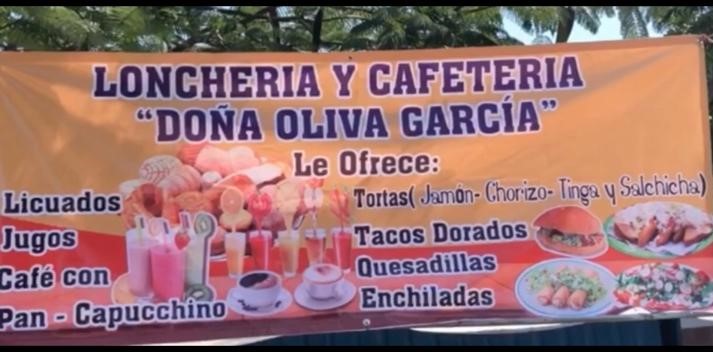 LONCHERIA Y CAFETERIA
“DOÑA OLIVA GARCÍA”
Le Ofrece:
Licuados
Jugos
Café con
Pan - Capucchino
Tortas( Jamón- Chorizo- Tinga y Salchicha)
Tacos Dorados
Quesadillas
Enchiladas